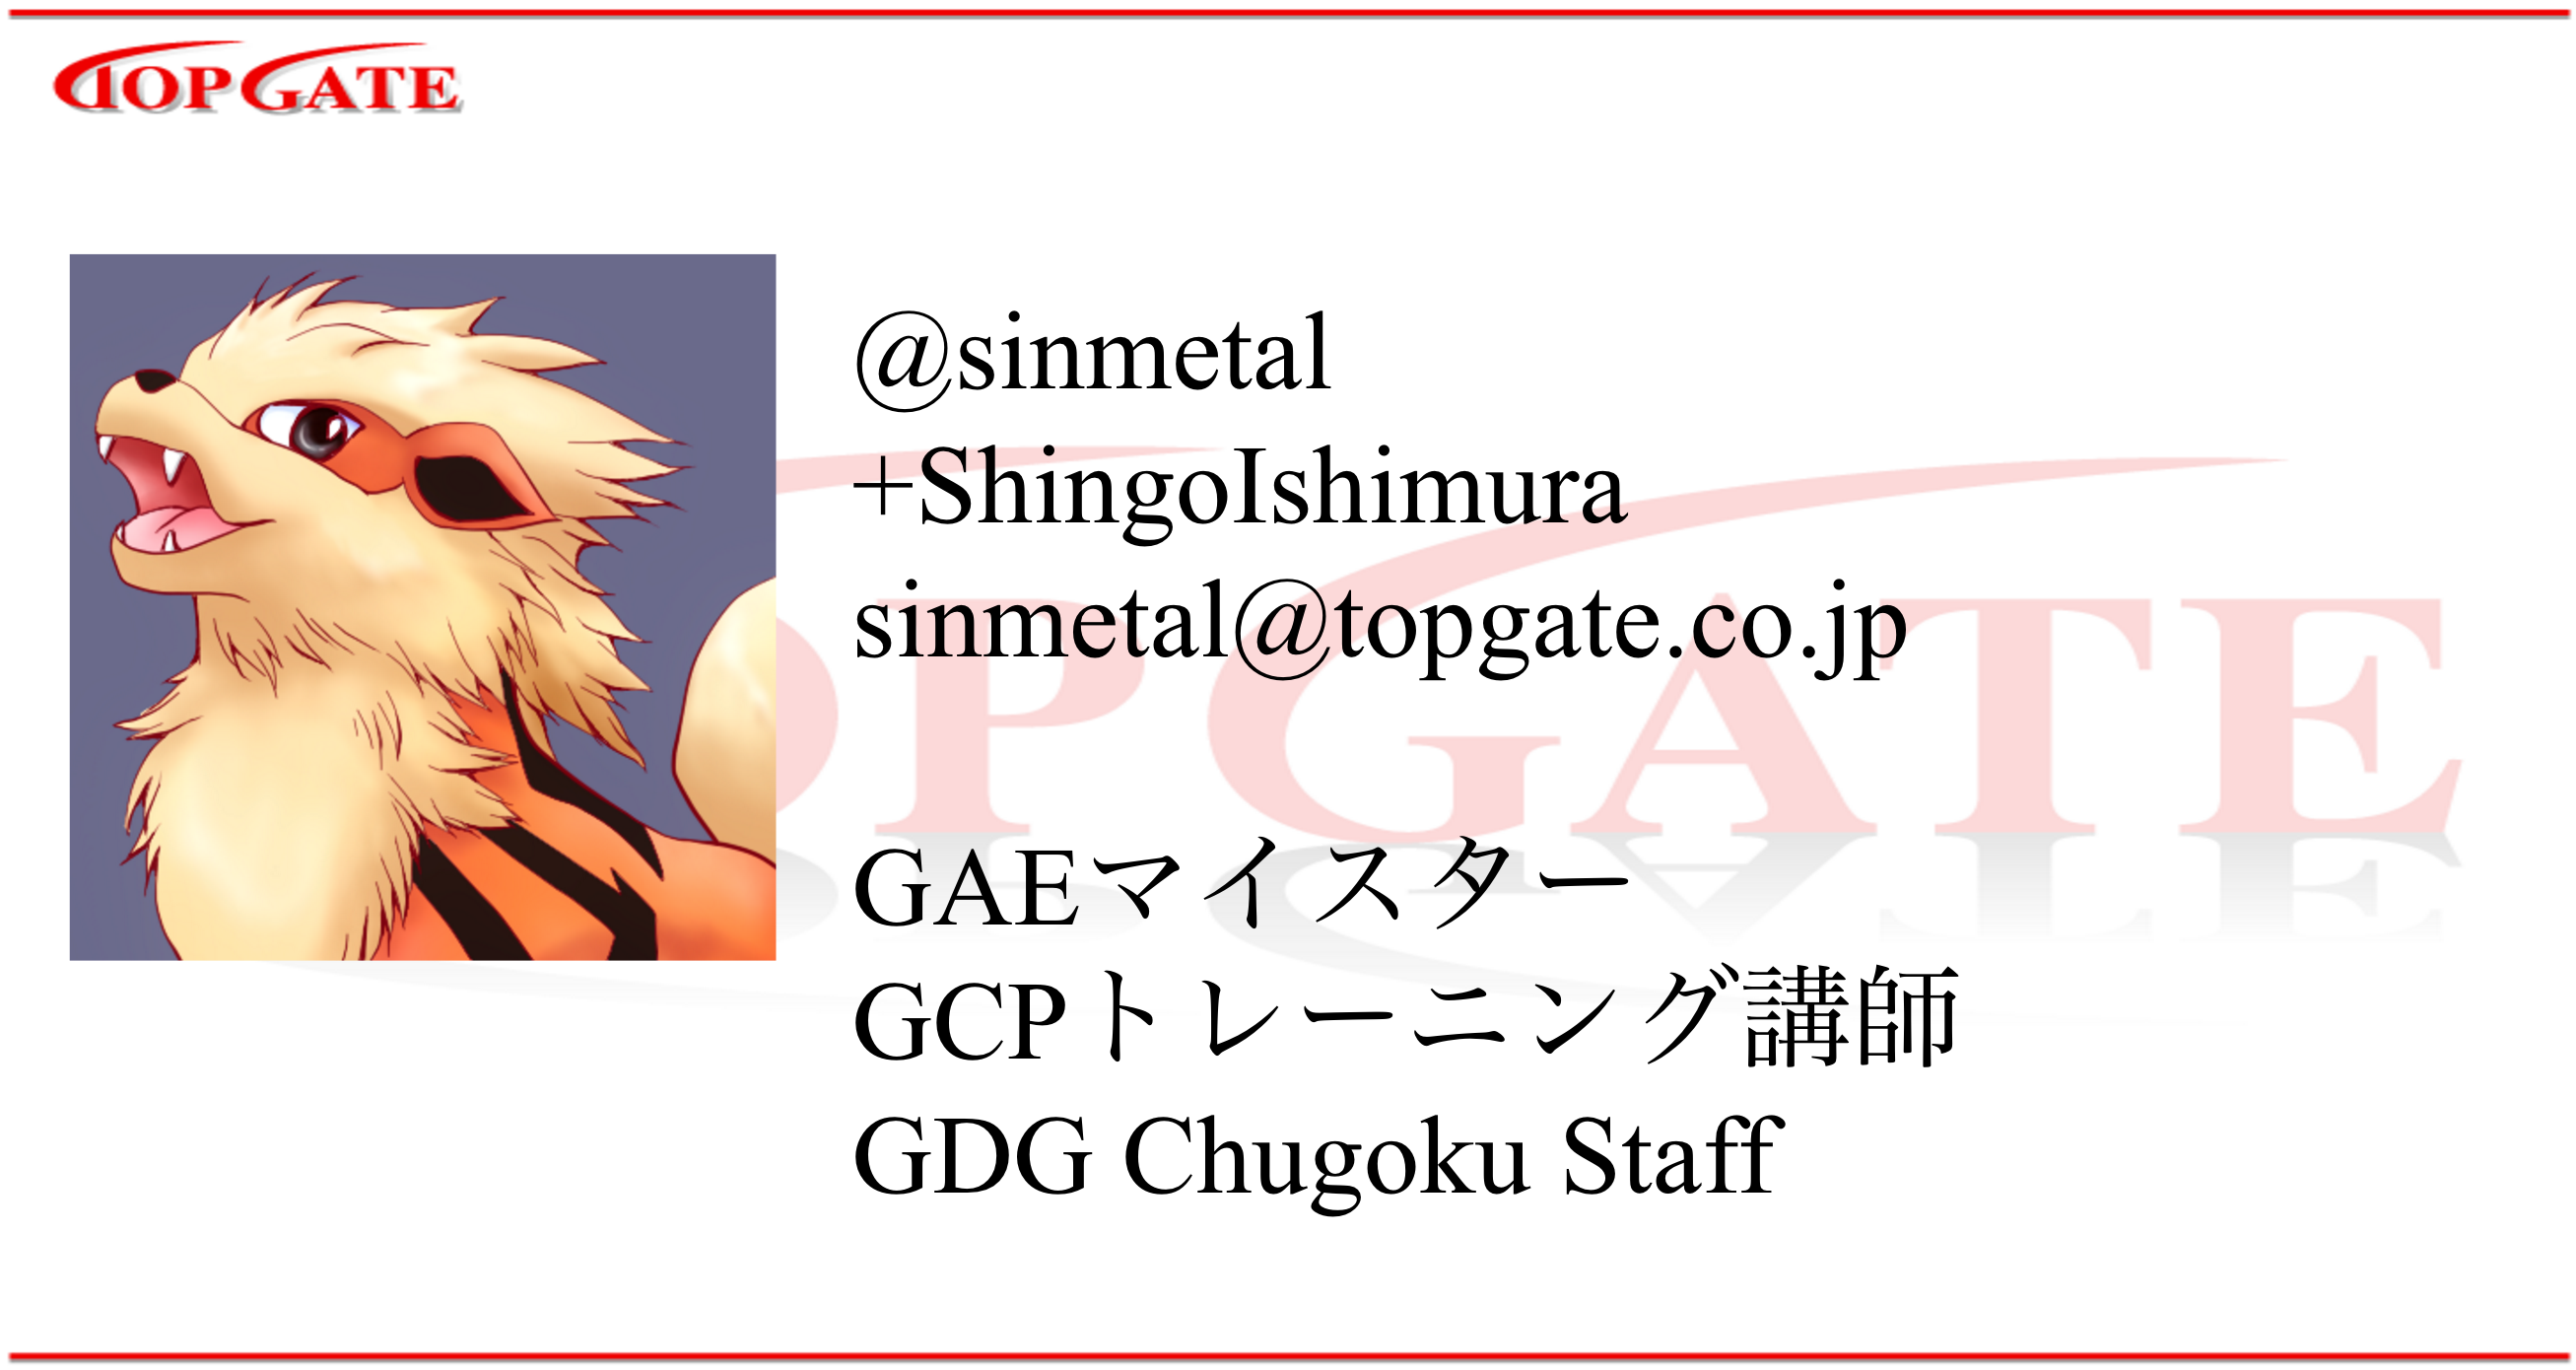 TOPGATE
@sinmetal
+ShingoIshimura
sinmetal@topgate.co.jp
GAEマイスター
GCPトレーニング講師
GDG Chugoku Staff